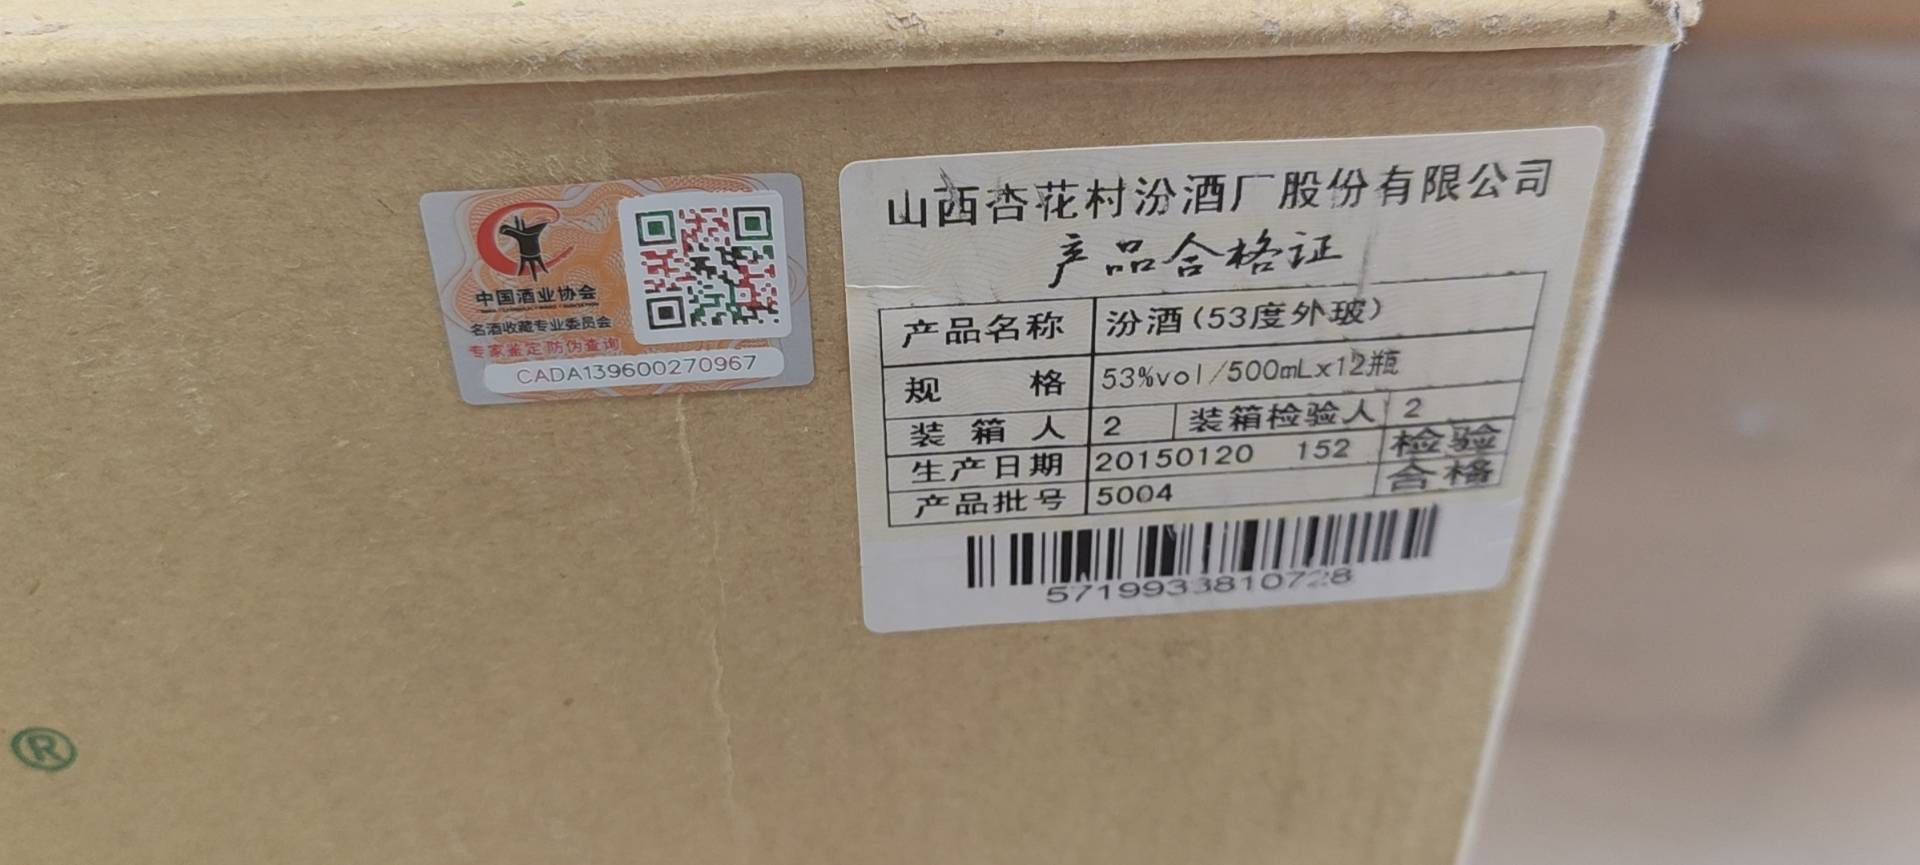 中国酒业协会
名酒收藏专业委员会
专家鉴定防伪查询
CADA139600270967
山西杏花村汾酒厂股份有限公司
产品合格证
产品名称 汾酒(53度外玻)
规 格 53%vol/500mLx12瓶
装 箱 人 2 装箱检验人 2
生产日期 20150120 152 检验
产品批号 5004 合格
5719933810728
®